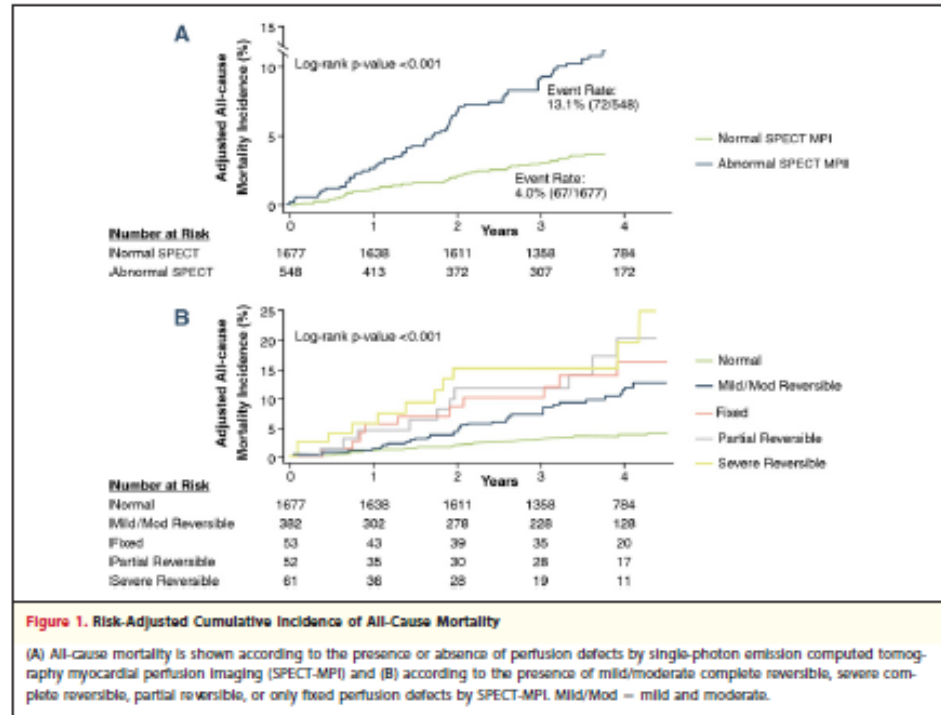 A
Adjusted All-cause
Mortality Incidence (%)
15
10
5
0
Log-rank p-value <0.001
Event Rate:
13.1% (72/548)
Event Rate:
4.0% (67/1677)
Normal SPECT MPI
Abnormal SPECT MPI
0 1 2 3 4
Years
Number at Risk
Normal SPECT 1677 1638 1611 1358 784
Abnormal SPECT 548 413 372 307 172
B
Adjusted All-cause
Mortality Incidence (%)
25
20
15
10
5
0
Log-rank p-value <0.001
Normal
Mild/Mod Reversible
Fixed
Partial Reversible
Severe Reversible
0 1 2 3 4
Years
Number at Risk
Normal 1677 1638 1611 1358 784
Mild/Mod Reversible 382 302 278 228 128
Fixed 53 43 39 35 20
Partial Reversible 52 35 30 28 17
Severe Reversible 61 36 28 19 11
Figure 1. Risk-Adjusted Cumulative Incidence of All-Cause Mortality
(A) All-cause mortality is shown according to the presence or absence of perfusion defects by single-photon emission computed tomog-
raphy myocardial perfusion imaging (SPECT-MPI) and (B) according to the presence of mild/moderate complete reversible, severe com-
plete reversible, partial reversible, or only fixed perfusion defects by SPECT-MPI. Mild/Mod = mild and moderate.